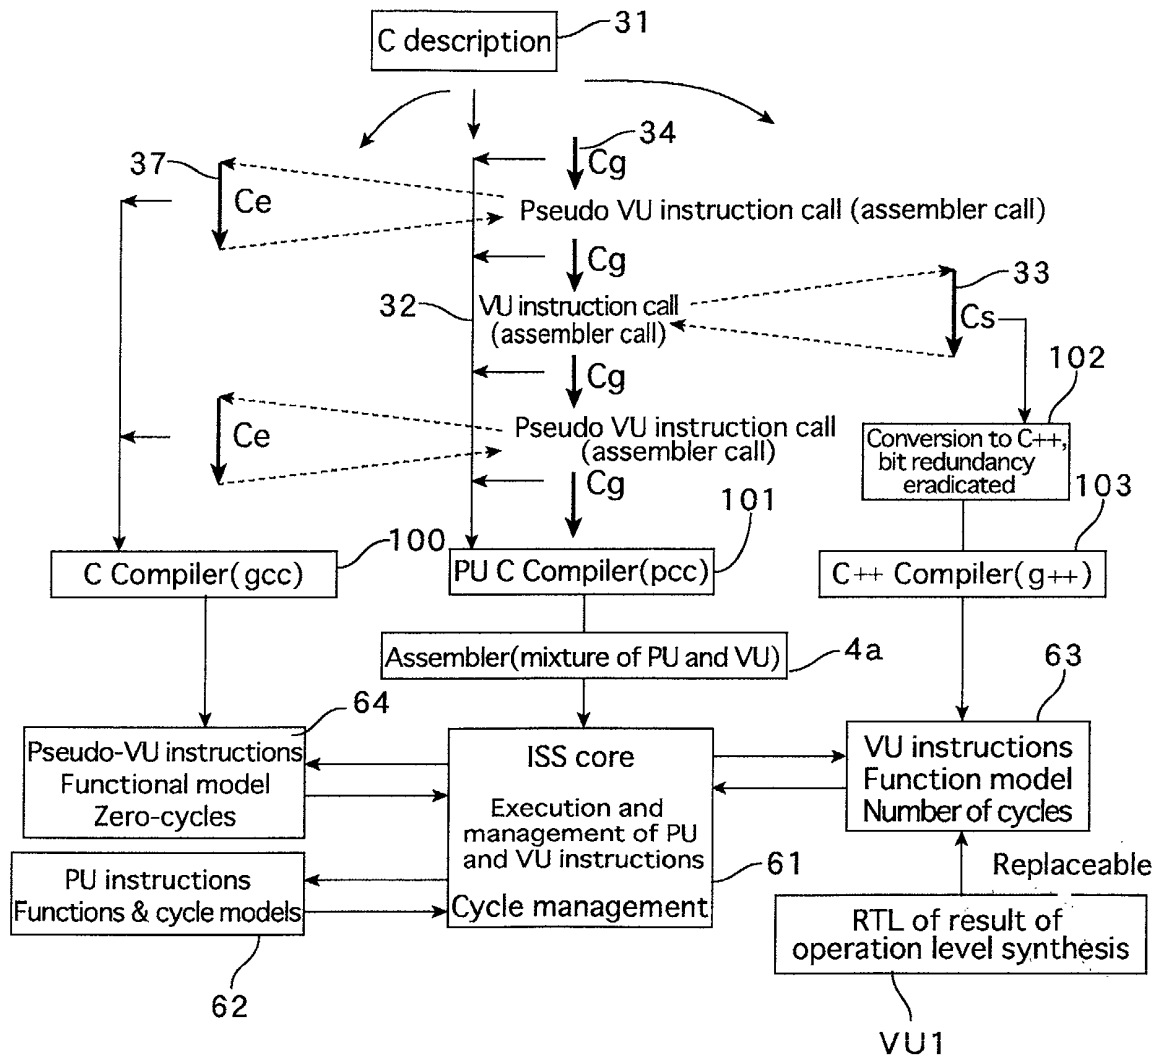 C description
31
34
Cg
37
Ce
Pseudo VU instruction call (assembler call)
Cg
33
32
VU instruction call
(assembler call)
Cs
Cg
102
Ce
Pseudo VU instruction call
(assembler call)
Conversion to C++,
bit redundancy
eradicated
Cg
101
103
100
C Compiler(gcc)
PU C Compiler(pcc)
C++ Compiler(g++)
Assembler(mixture of PU and VU)
4a
63
64
Pseudo-VU instructions
Functional model
Zero-cycles
ISS core
Execution and
management of PU
and VU instructions
Cycle management
VU instructions
Function model
Number of cycles
61
Replaceable
PU instructions
Functions & cycle models
RTL of result of
operation level synthesis
62
VU1